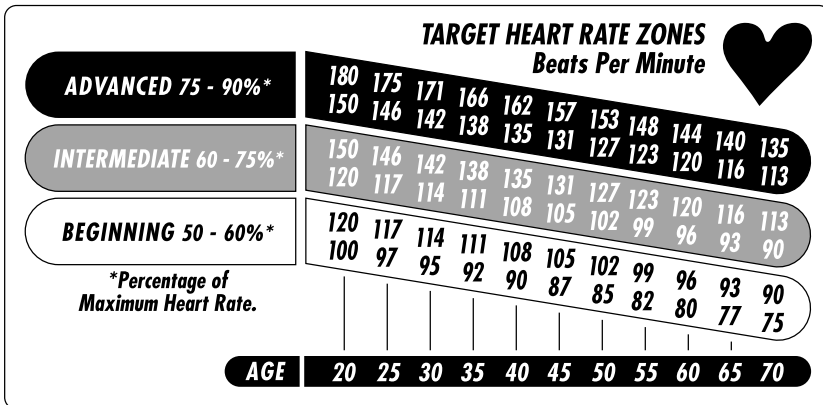 TARGET HEART RATE ZONES
Beats Per Minute
ADVANCED 75 - 90%*
180 175 171 166 162 157 153 148 144 140 135
150 146 142 138 135 131 127 123 120 116 113
INTERMEDIATE 60 - 75%*
150 146 142 138 135 131 127 123 120 116 113
120 117 114 111 108 105 102 99 96 93 90
BEGINNING 50 - 60%*
120 117 114 111 108 105 102 99 96 93 90
100 97 95 92 90 87 85 82 80 77 75
*Percentage of
Maximum Heart Rate.
AGE 20 25 30 35 40 45 50 55 60 65 70